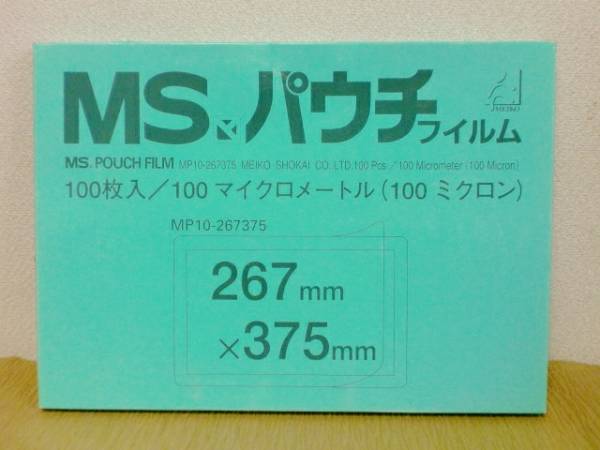 MS パウチフィルム
MEIKO
MS. POUCH FILM MP10-267375 MEIKO SHOKAI CO. LTD. 100 Pcs. / 100 Micrometer (100 Micron)
100枚入／100 マイクロメートル（100 ミクロン）
MP10-267375
267mm
×375mm